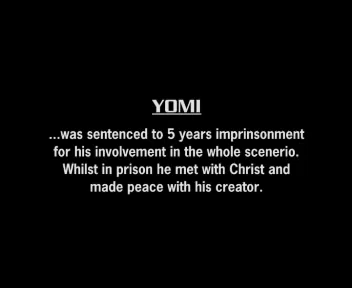 YOMI
...was sentenced to 5 years imprinsonment
for his involvement in the whole scenerio.
Whilst in prison he met with Christ and
made peace with his creator.